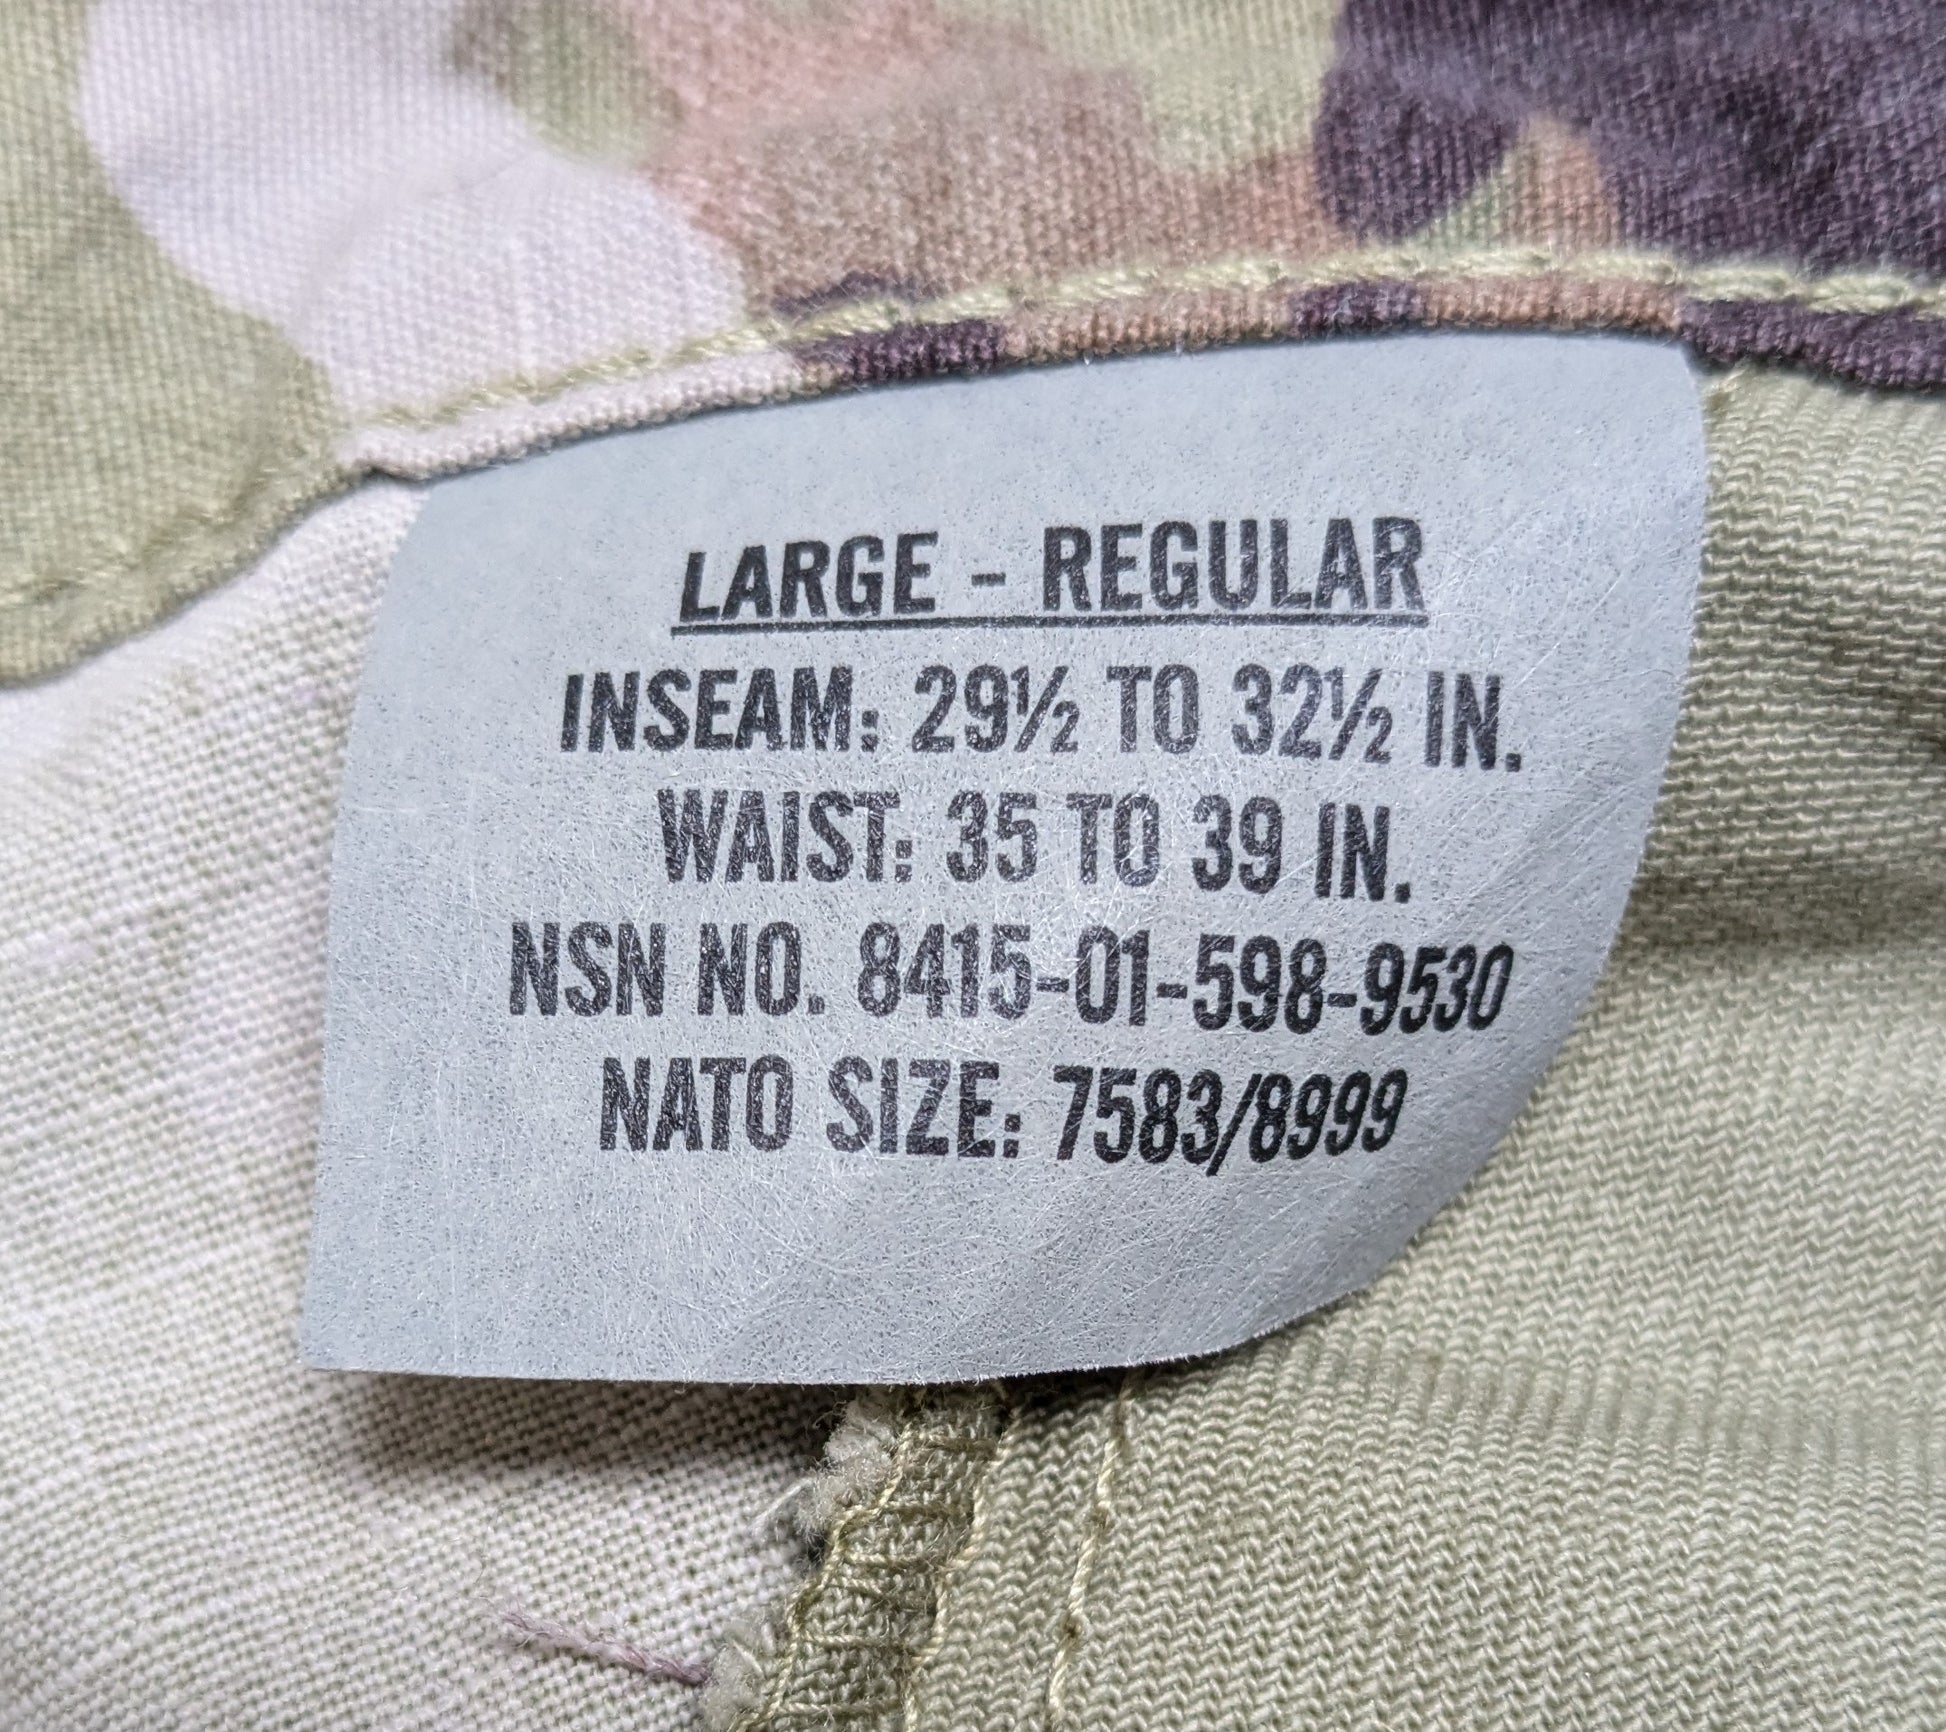 LARGE - REGULAR
INSEAM: 29½ TO 32½ IN.
WAIST: 35 TO 39 IN.
NSN NO. 8415-01-598-9530
NATO SIZE: 7583/8999